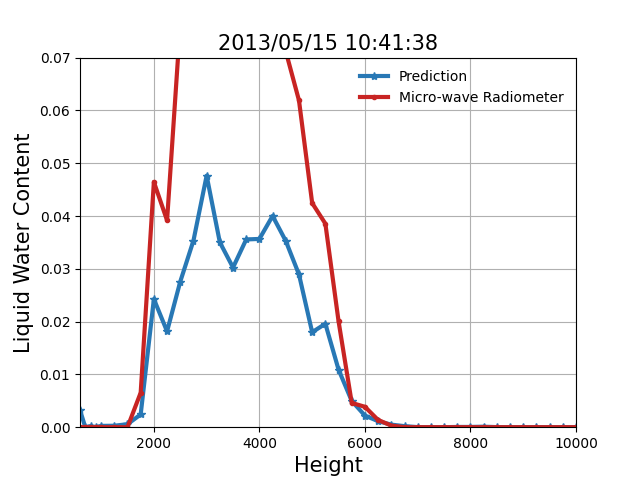 2013/05/15 10:41:38
Prediction
Micro-wave Radiometer
Liquid Water Content
0.07
0.06
0.05
0.04
0.03
0.02
0.01
0.00
2000 4000 6000 8000 10000
Height